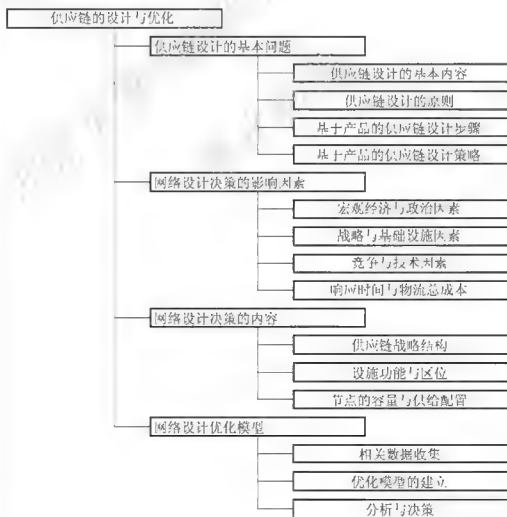 供应链的设计与优化
供应链设计的基本问题
供应链设计的基本内容
供应链设计的原则
基于产品的供应链设计步骤
基于产品的供应链设计策略
网络设计决策的影响因素
宏观经济与政治因素
战略与基础设施因素
竞争与技术因素
响应时间与物流总成本
网络设计决策的内容
供应链战略结构
设施功能与区位
节点的容量与供给配置
网络设计优化模型
相关数据收集
优化模型的建立
分析与决策